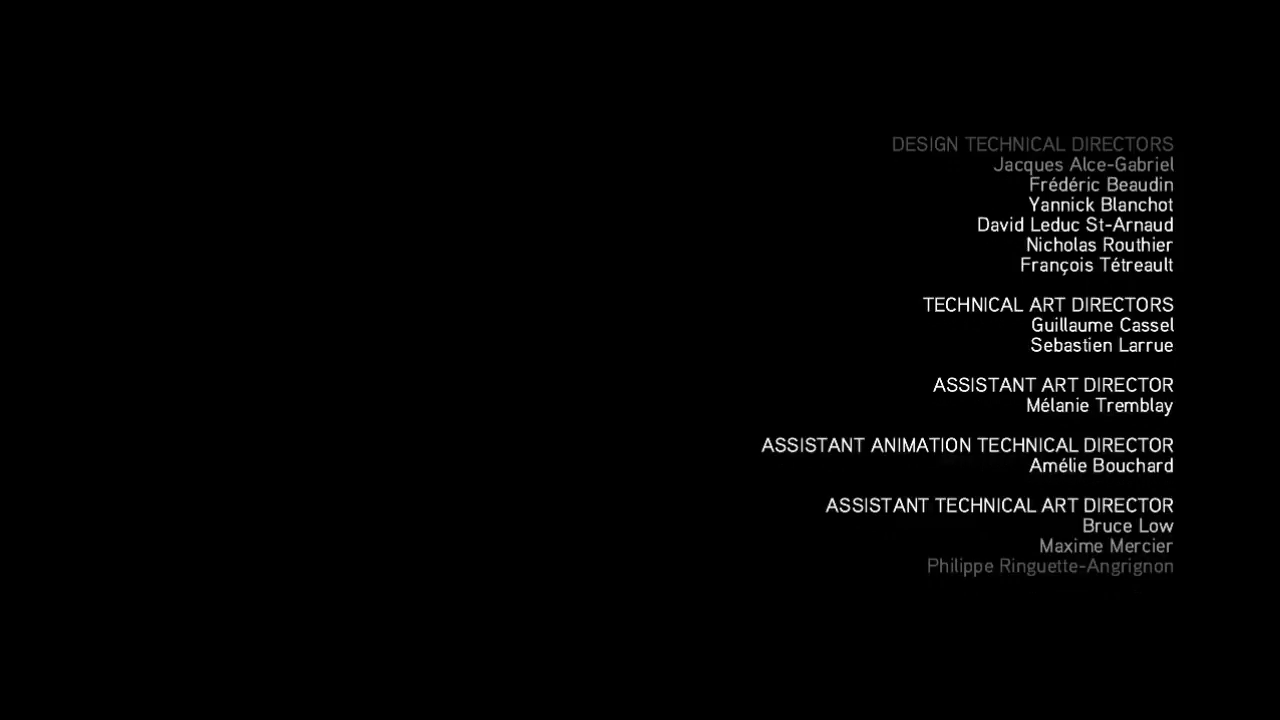 DESIGN TECHNICAL DIRECTORS
Jacques Alce-Gabriel
Frédéric Beaudin
Yannick Blanchot
David Leduc St-Arnaud
Nicholas Routhier
François Tétreault
TECHNICAL ART DIRECTORS
Guillaume Cassel
Sebastien Larrue
ASSISTANT ART DIRECTOR
Mélanie Tremblay
ASSISTANT ANIMATION TECHNICAL DIRECTOR
Amélie Bouchard
ASSISTANT TECHNICAL ART DIRECTOR
Bruce Low
Maxime Mercier
Philippe Ringuette-Angrignon